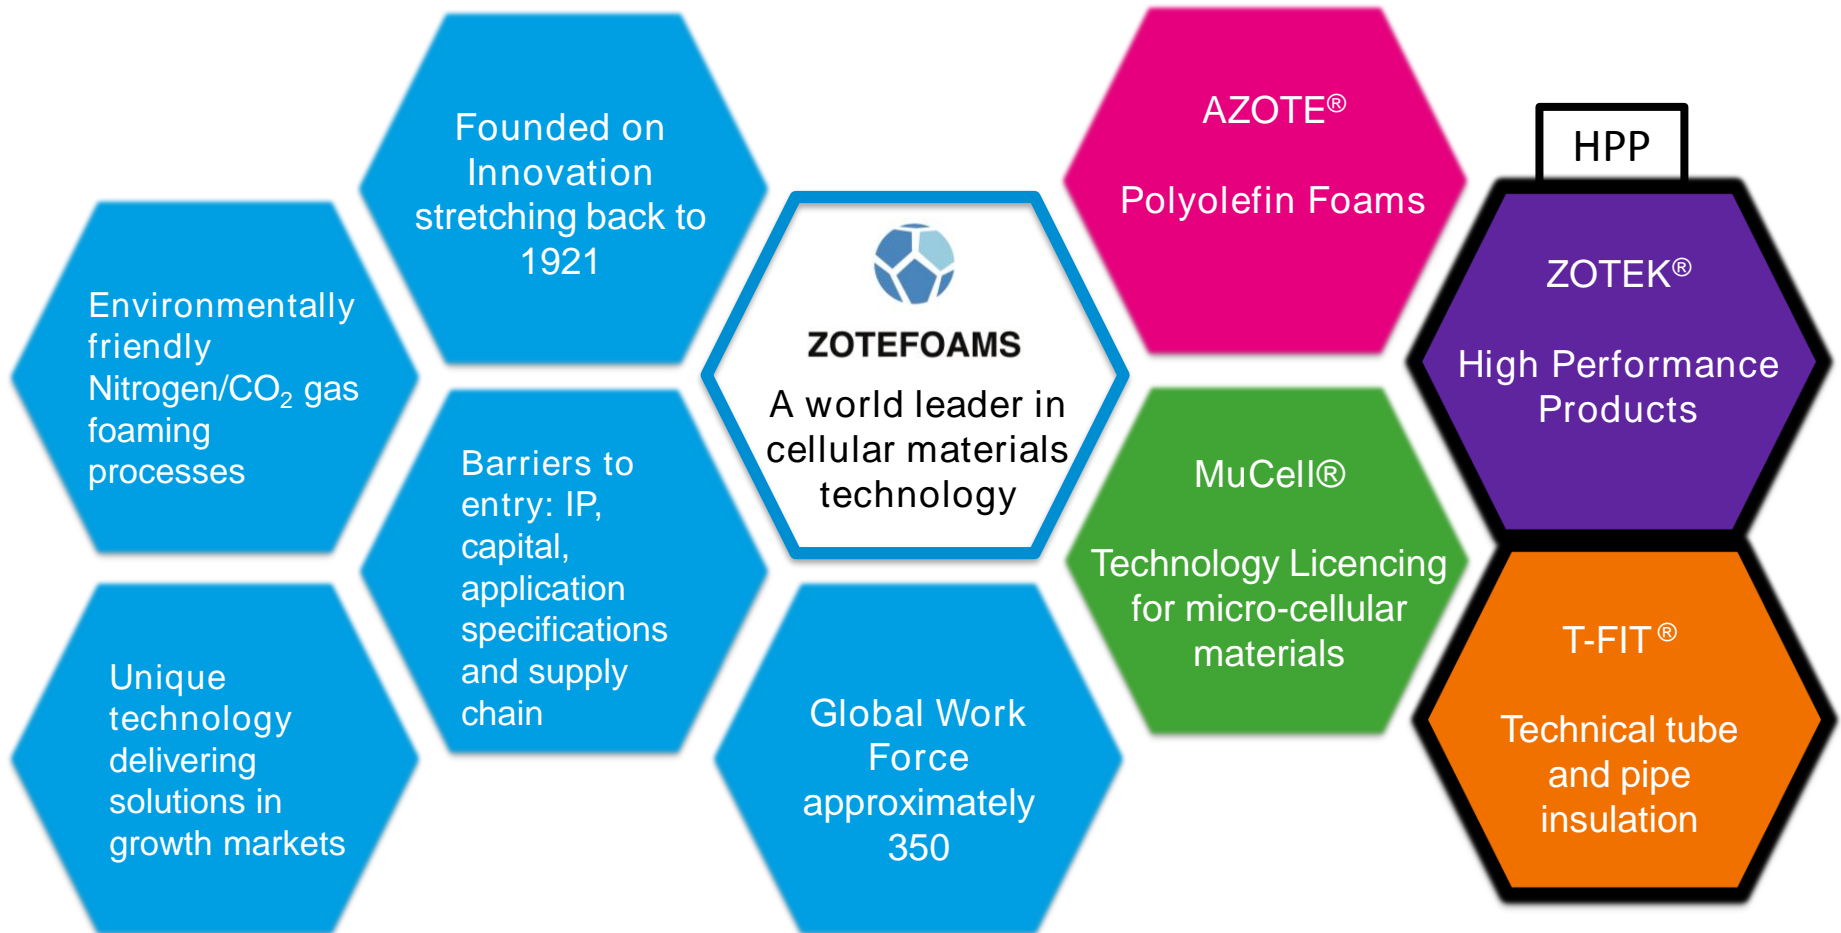 Founded on
Innovation
stretching back to
1921
Environmentally
friendly
Nitrogen/CO₂ gas
foaming
processes
Barriers to
entry: IP,
capital,
application
specifications
and supply
chain
Unique
technology
delivering
solutions in
growth markets
ZOTEFOAMS
A world leader in
cellular materials
technology
Global Work
Force
approximately
350
AZOTE®
Polyolefin Foams
MuCell®
Technology Licencing
for micro-cellular
materials
HPP
ZOTEK®
High Performance
Products
T-FIT®
Technical tube
and pipe
insulation